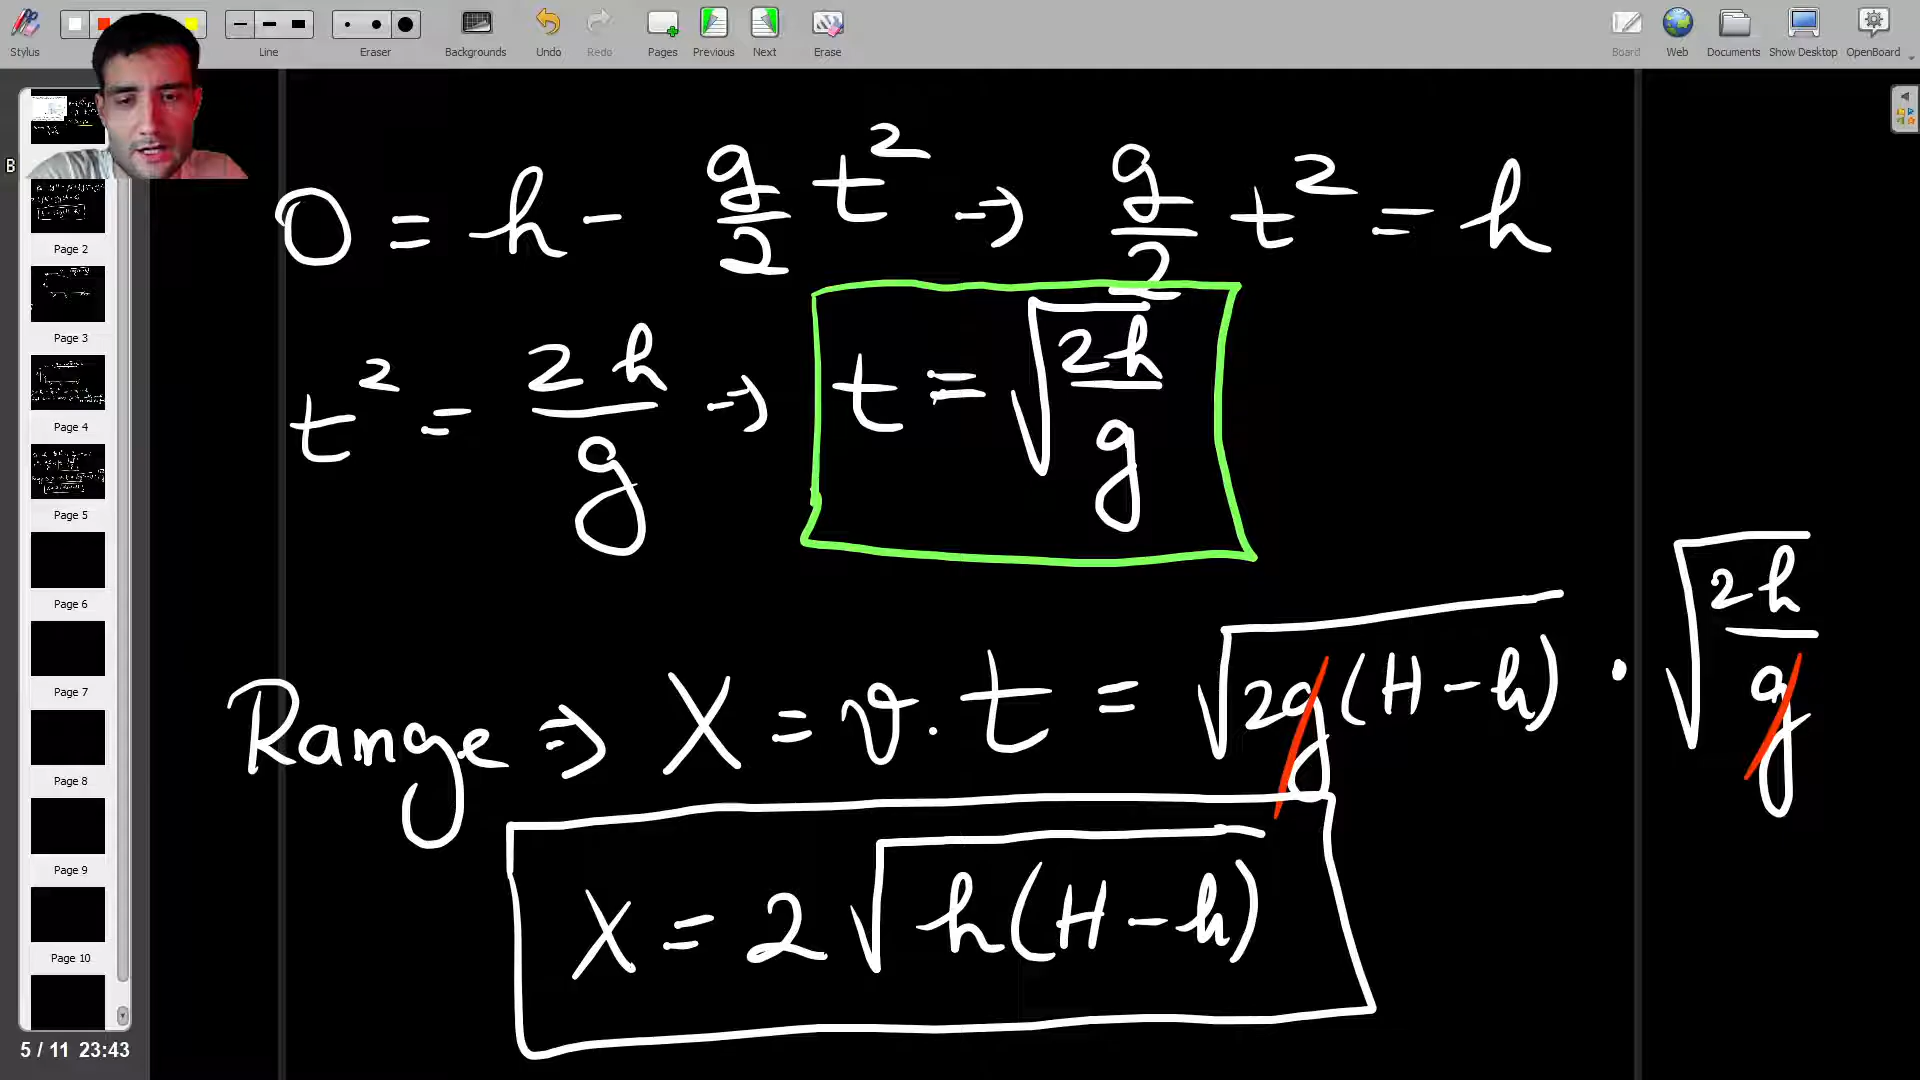 Stylus Line Eraser Backgrounds Undo Redo Pages Previous Next Erase Board Web Documents Show Desktop OpenBoard
B
Page 2
Page 3
Page 4
Page 5
Page 6
Page 7
Page 8
Page 9
Page 10
5 / 11 23:43
0 = h - g/2 t² → g/2 t² = h
t² = 2h/g → t = √(2h/g)
Range ⇒ X = v · t = √(2g(H-h)) · √(2h/g)
X = 2√(h(H-h))